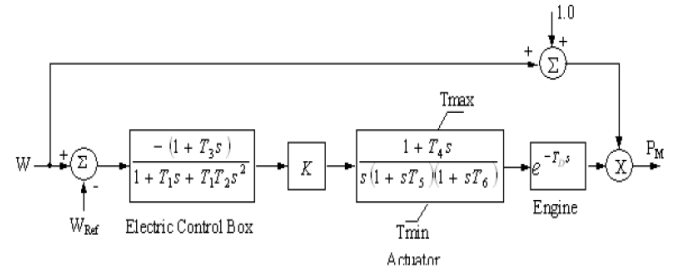 1.0
+
+
Σ
Tmax
W
+
Σ
-
W_Ref
- (1 + T_3 s)
1 + T_1 s + T_1 T_2 s^2
K
1 + T_4 s
s(1 + sT_5)(1 + sT_6)
e^{-T_D s}
X
P_M
Electric Control Box
Tmin
Actuator
Engine